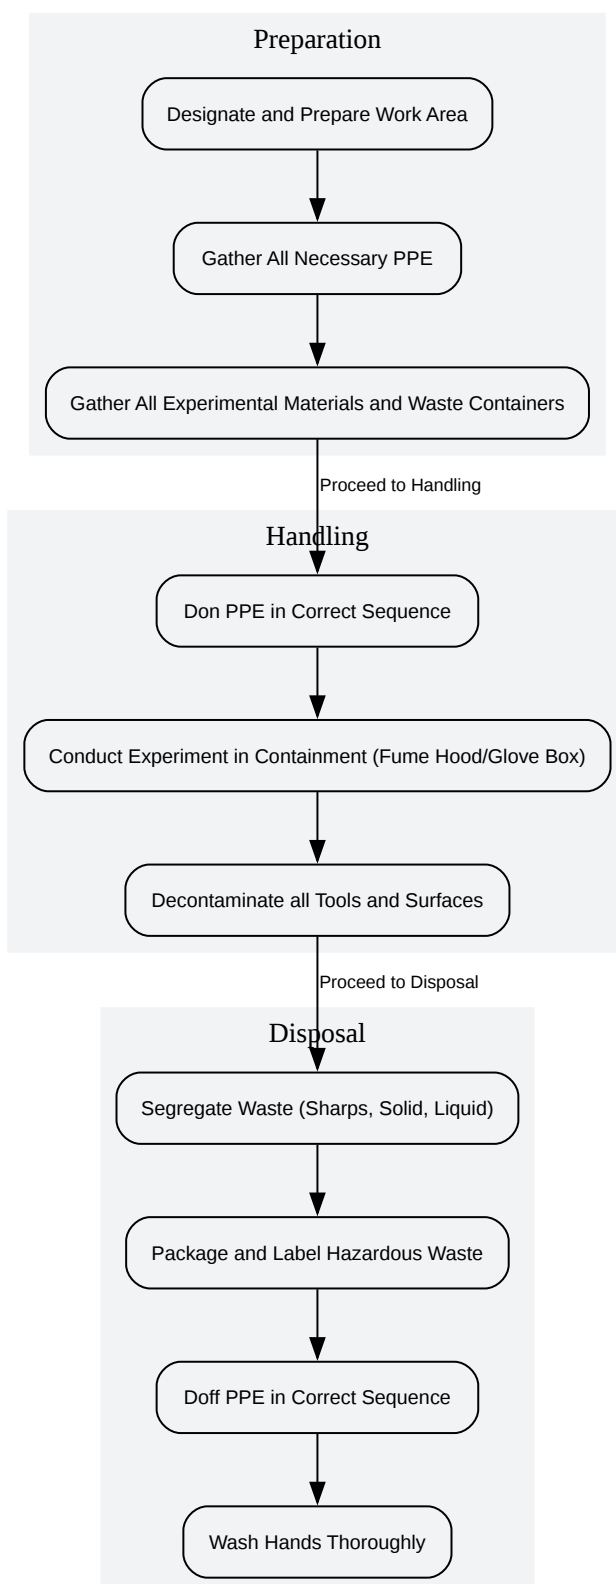 Preparation
Designate and Prepare Work Area
Gather All Necessary PPE
Gather All Experimental Materials and Waste Containers
Proceed to Handling
Handling
Don PPE in Correct Sequence
Conduct Experiment in Containment (Fume Hood/Glove Box)
Decontaminate all Tools and Surfaces
Proceed to Disposal
Disposal
Segregate Waste (Sharps, Solid, Liquid)
Package and Label Hazardous Waste
Doff PPE in Correct Sequence
Wash Hands Thoroughly